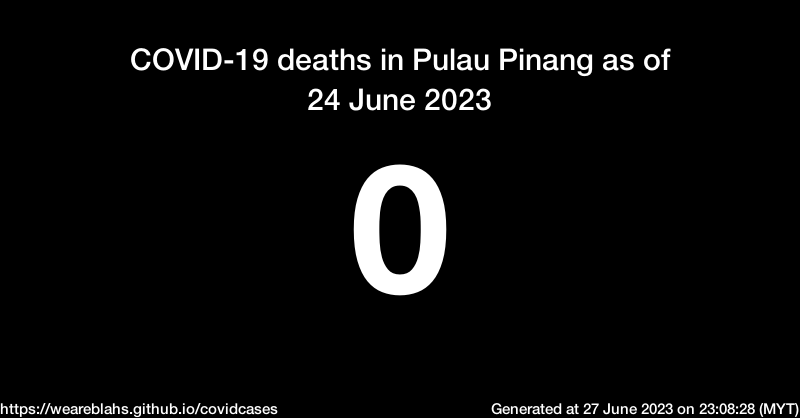 COVID-19 deaths in Pulau Pinang as of
24 June 2023
0
https://weareblahs.github.io/covidcases
Generated at 27 June 2023 on 23:08:28 (MYT)